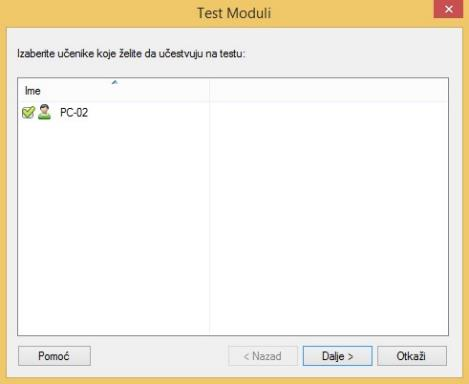 Test Moduli
Izaberite učenike koje želite da učestvuju na testu:
Ime
PC-02
Pomoć
< Nazad
Dalje >
Otkaži